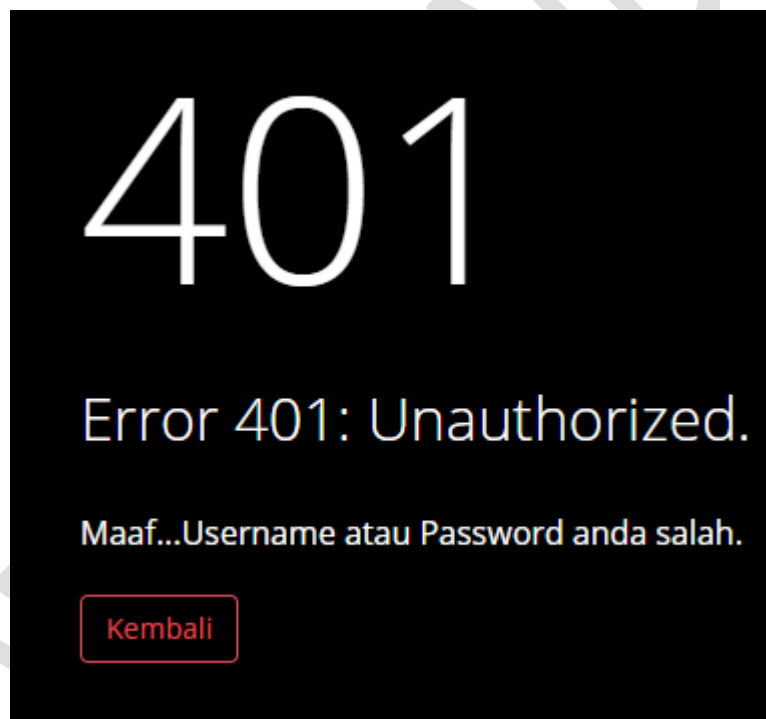 401
Error 401: Unauthorized.
Maaf...Username atau Password anda salah.
Kembali